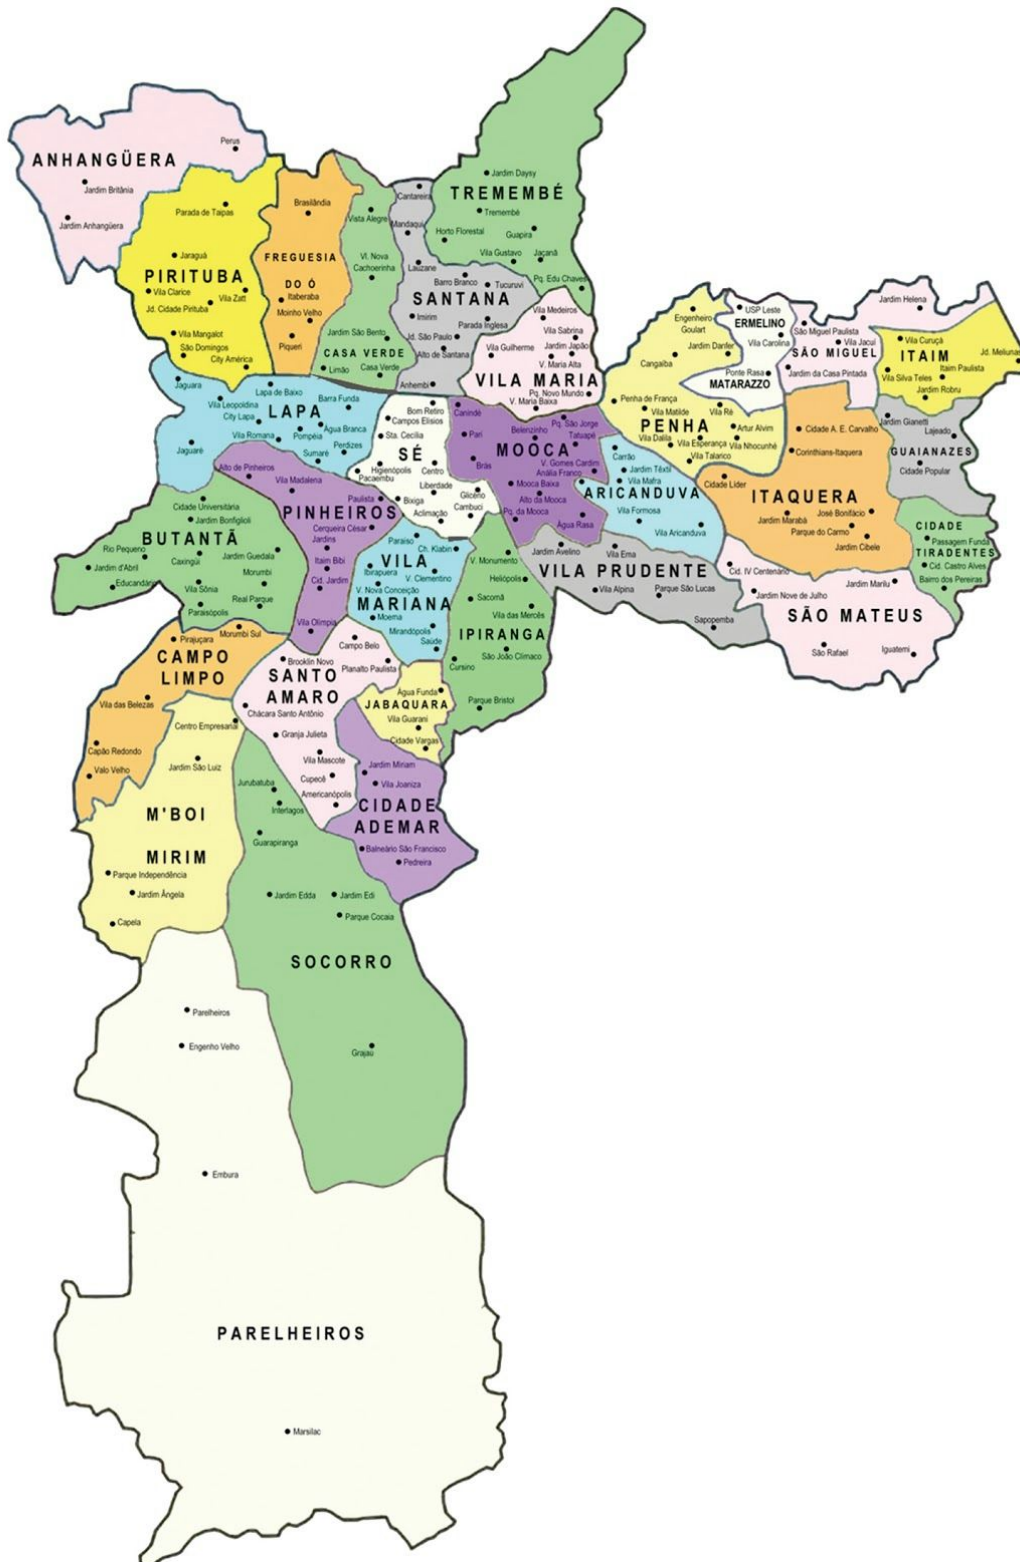 ANHANGÜERA
Perus
Jardim Britânia
Jardim Anhangüera
PIRITUBA
Parada de Taipas
Jaraguá
Vila Clarice
Vila Zatt
Jd. Cidade Pirituba
Vila Mangalot
São Domingos
City América
FREGUESIA
DO Ó
Brasilândia
Itaberaba
Moinho Velho
Piqueri
CASA VERDE
Vista Alegre
Vl. Nova
Cachoerinha
Jardim São Bento
Limão
Casa Verde
SANTANA
Cantareira
Mandaqui
Lauzane
Barro Branco
Tucuruvi
Imirim
Parada Inglesa
Jd. São Paulo
Alto de Santana
Anhembi
TREMEMBÉ
Jardim Daysy
Tremembé
Guapira
Horto Florestal
Vila Gustavo
Jaçanã
Pq. Edu Chaves
VILA MARIA
Vila Medeiros
Vila Sabrina
Jardim Japão
Vila Guilherme
V. Maria Alta
Pq. Novo Mundo
V. Maria Baixa
PENHA
Engenheiro
Goulart
Jardim Danfer
Cangaíba
Penha de França
Vila Matilde
Vila Ré
Artur Alvim
Vila Dalila
Vila Esperança
Vila Nhocunhé
Vila Talarico
ERMELINO
MATARAZZO
USP Leste
Vila Carolina
Ponte Rasa
SÃO MIGUEL
Jardim Helena
São Miguel Paulista
Vila Jacuí
Jardim da Casa Pintada
ITAIM
Vila Curuçà
Jd. Meliunas
Itaim Paulista
Vila Silva Teles
Jardim Robru
LAPA
Jaguara
Lapa de Baixo
Vila Leopoldina
Barra Funda
City Lapa
Água Branca
Vila Romana
Pompéia
Perdizes
Jaguaré
Sumaré
SÉ
Bom Retiro
Campos Elísios
Sta. Cecilia
Higienópolis
Centro
Pacaembu
Liberdade
Bixiga
Glicéno
Aclimação
Cambuci
MOOCA
Canindé
Pq. São Jorge
Belenzinho
Pari
Tatuapé
Brás
V. Gomes Cardim
Anália Franco
Mooca Baixa
Alto da Mooca
Pq. da Mooca
Água Rasa
ARICANDUVA
Carrão
Jardim Têxtil
Vila Mafra
Vila Formosa
Vila Aricanduva
ITAQUERA
Cidade A. E. Carvalho
Corinthians-Itaquera
Cidade Líder
José Bonifácio
Jardim Marabá
Parque do Carmo
Jardim Cibele
GUAIANAZES
Jardim Gianetti
Lajeado
Cidade Popular
CIDADE
TIRADENTES
Passagem Funda
Cid. Castro Alves
Bairro dos Pereiras
BUTANTÃ
Cidade Universitária
Jardim Bonfiglioli
Rio Pequeno
Caxingüi
Jardim Guedala
Jardim d'Abril
Morumbi
Educandário
Vila Sônia
Real Parque
Paraisópolis
PINHEIROS
Alto de Pinheiros
Vila Madalena
Paulista
Cerqueira César
Jardins
Itaim Bibi
Cid. Jardim
Vila Olímpia
VILA
MARIANA
Paraiso
Ch. Klabin
Ibirapuera
V. Clementino
V. Nova Conceição
Moema
Mirandópolis
Saúde
IPIRANGA
V. Monumento
Heliópolis
Sacomã
Vila das Mercês
São João Clímaco
Cursino
Parque Bristol
VILA PRUDENTE
Jardim Avelino
Vila Ema
Vila Alpina
Parque São Lucas
Sapopemba
SÃO MATEUS
Cid. IV Centenário
Jardim Marilu
Jardim Nove de Julho
São Rafael
Iguatemi
CAMPO
LIMPO
Pirajuçara
Morumbi Sul
Vila das Belezas
Capão Redondo
Valo Velho
SANTO
AMARO
Campo Belo
Brooklin Novo
Planalto Paulista
Chácara Santo Antônio
Granja Julieta
Vila Mascote
Cupecê
Americanópolis
JABAQUARA
Água Funda
Vila Guarani
Cidade Vargas
CIDADE
ADEMAR
Jardim Miriam
Vila Joaniza
Balneário São Francisco
Pedreira
M'BOI
MIRIM
Centro Empresarial
Jardim São Luiz
Parque Independência
Jardim Ângela
Capela
SOCORRO
Jurubatuba
Interlagos
Guarapiranga
Jardim Edda
Jardim Edi
Parque Cocaia
Grajaú
PARELHEIROS
Parelheiros
Engenho Velho
Embura
Marsilac